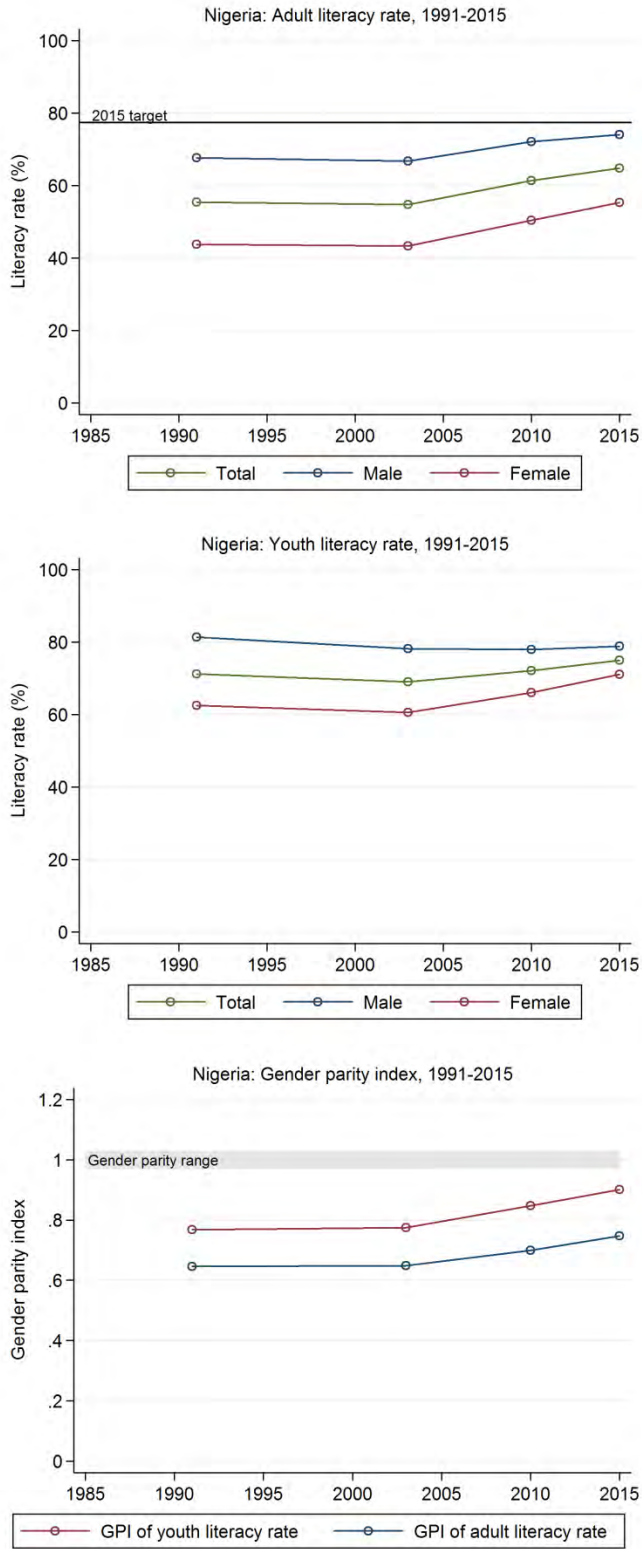 Nigeria: Adult literacy rate, 1991-2015
100
80
2015 target
60
40
20
0
Literacy rate (%)
1985 1990 1995 2000 2005 2010 2015
Total Male Female
Nigeria: Youth literacy rate, 1991-2015
100
80
60
40
20
0
Literacy rate (%)
1985 1990 1995 2000 2005 2010 2015
Total Male Female
Nigeria: Gender parity index, 1991-2015
1.2
1
Gender parity range
.8
.6
.4
.2
0
Gender parity index
1985 1990 1995 2000 2005 2010 2015
GPI of youth literacy rate GPI of adult literacy rate